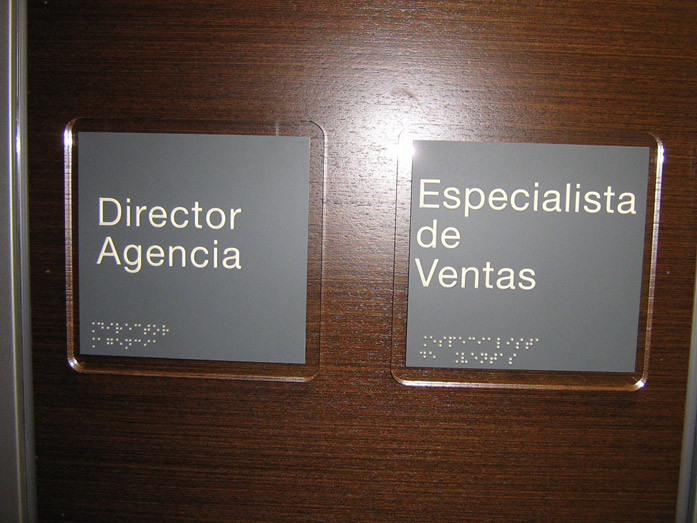 Director
Agencia
Especialista
de
Ventas